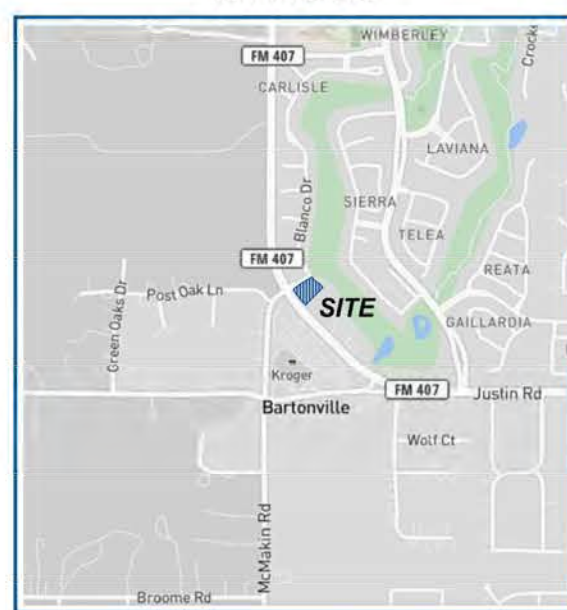 WIMBERLEY
FM 407
Crocke
CARLISLE
LAVIANA
Blanco Dr
SIERRA
TELEA
FM 407
REATA
Post Oak Ln
Green Oaks Dr
SITE
GAILLARDIA
Kroger
FM 407
Justin Rd
Bartonville
Wolf Ct
McMakin Rd
Broome Rd